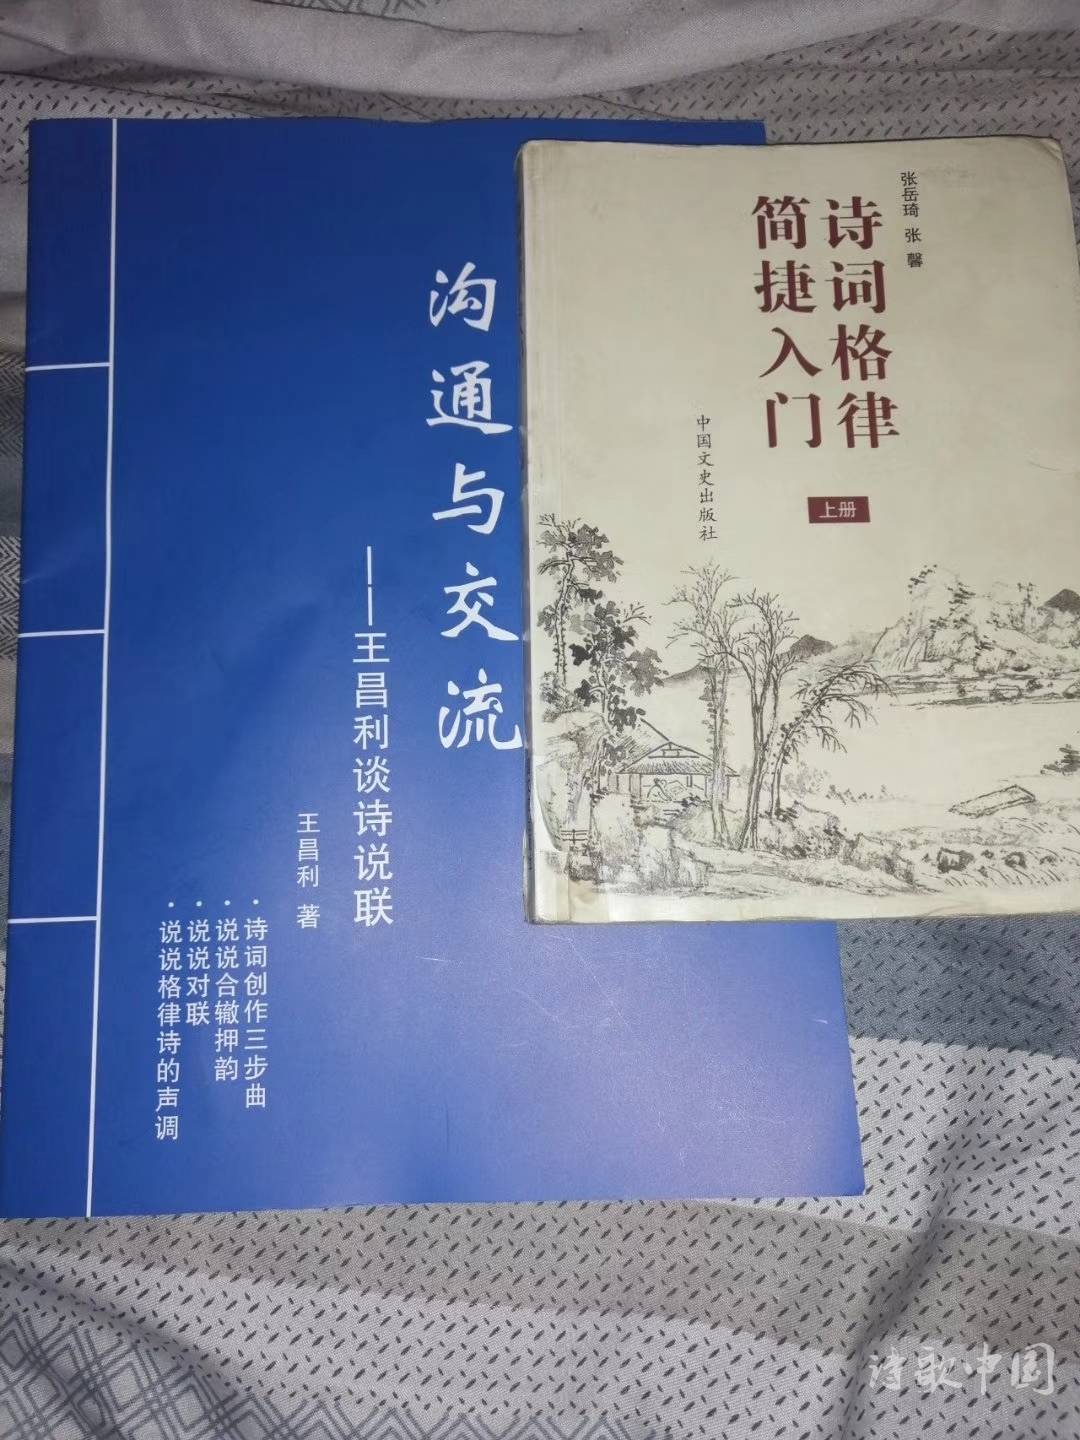 沟通与交流
——王昌利谈诗说联
王昌利 著
·诗词创作三步曲
·说说合辙押韵
·说说对联
·说说格律诗的声调
张岳琦 张 馨
诗词格律
简捷入门
上册
中国文史出版社
诗歌中国